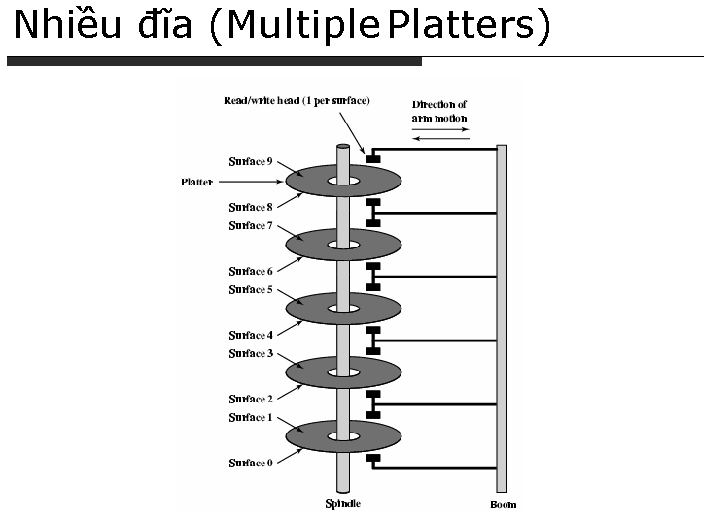 Nhiều đĩa (Multiple Platters)
Read/write head (1 per surface)
Direction of
arm motion
Surface 9
Platter
Surface 8
Surface 7
Surface 6
Surface 5
Surface 4
Surface 3
Surface 2
Surface 1
Surface 0
Spindle
Boom